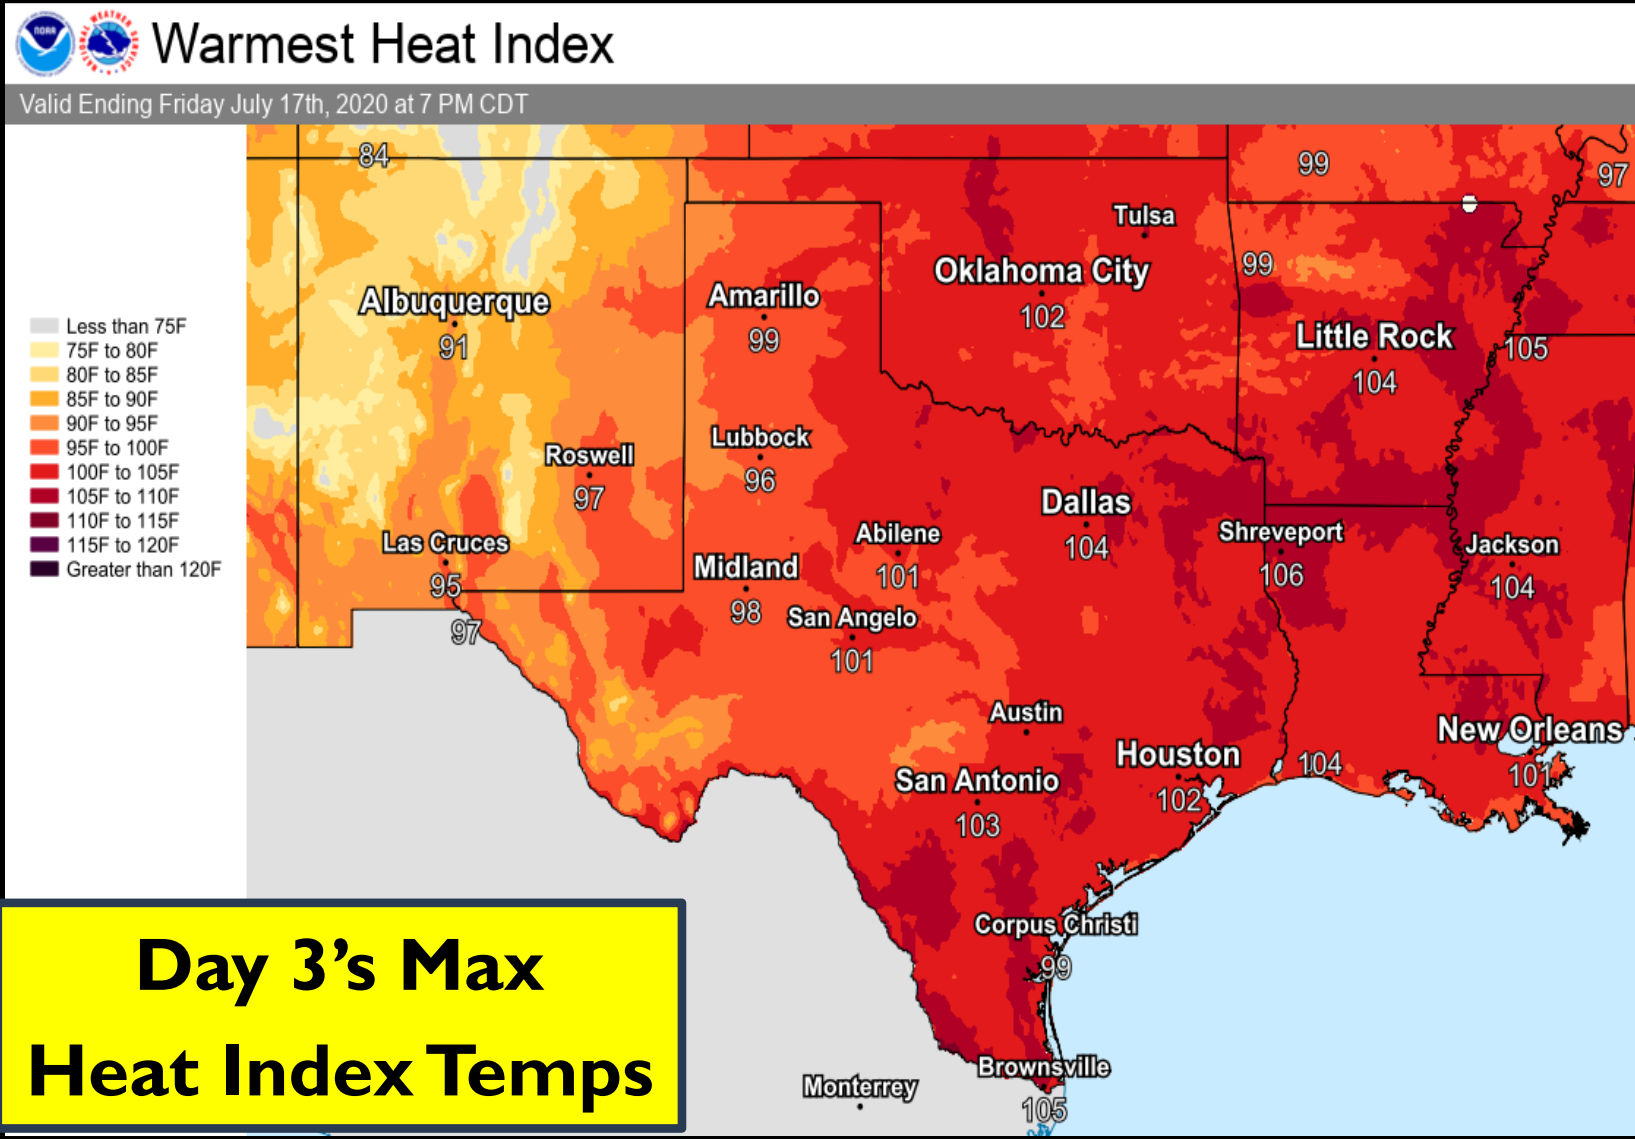 NOAA
NATIONAL WEATHER SERVICE
Warmest Heat Index
Valid Ending Friday July 17th, 2020 at 7 PM CDT
84
99
97
Tulsa
Oklahoma City
102
99
Albuquerque
91
Amarillo
99
Little Rock
104
105
Less than 75F
75F to 80F
80F to 85F
85F to 90F
90F to 95F
95F to 100F
100F to 105F
105F to 110F
110F to 115F
115F to 120F
Greater than 120F
Roswell
97
Lubbock
96
Dallas
104
Abilene
101
Shreveport
106
Jackson
104
Las Cruces
95
97
Midland
98
San Angelo
101
Austin
Houston
102
104
New Orleans
101
San Antonio
103
Corpus Christi
99
Brownsville
105
Monterrey
Day 3's Max
Heat Index Temps